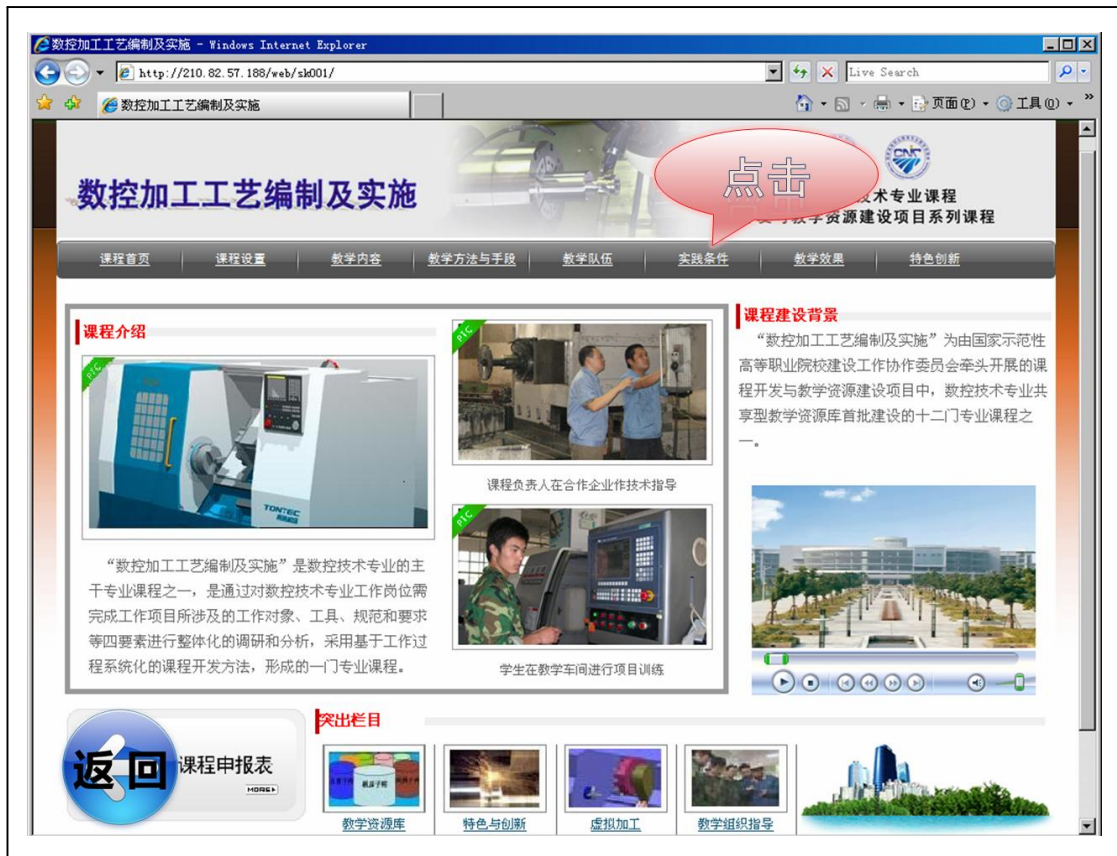 数控加工工艺编制及实施 - Windows Internet Explorer
http://210.82.57.188/web/sk001/
Live Search
数控加工工艺编制及实施
页面(P)
工具(O)
»
数控加工工艺编制及实施
点击
CNC
术专业课程
教学资源建设项目系列课程
课程首页 课程设置 教学内容 教学方法与手段 教学队伍 实践条件 教学效果 特色创新
课程介绍
PIC
TONTEC
“数控加工工艺编制及实施”是数控技术专业的主
干专业课程之一，是通过对数控技术专业工作岗位需
完成工作项目所涉及的工作对象、工具、规范和要求
等四要素进行整体化的调研和分析，采用基于工作过
程系统化的课程开发方法，形成的一门专业课程。
PIC
课程负责人在合作企业作技术指导
PIC
学生在教学车间进行项目训练
课程建设背景
“数控加工工艺编制及实施”为由国家示范性
高等职业院校建设工作协作委员会牵头开展的课
程开发与教学资源建设项目中，数控技术专业共
享型教学资源库首批建设的十二门专业课程之
一。
返回
课程申报表
MORE
突出栏目
教学资源库 特色与创新 虚拟加工 教学组织指导